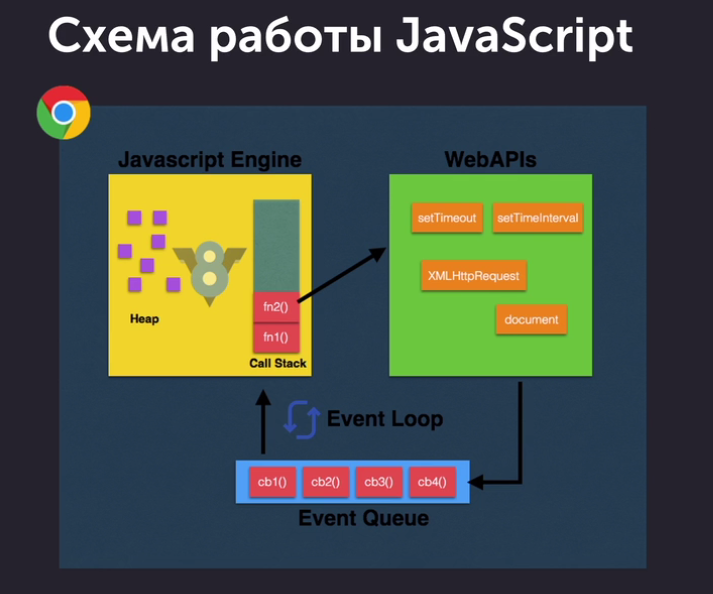 Схема работы JavaScript
Javascript Engine
WebAPIs
setTimeout
setTimeInterval
XMLHttpRequest
document
8
fn2()
fn1()
Heap
Call Stack
Event Loop
cb1()
cb2()
cb3()
cb4()
Event Queue